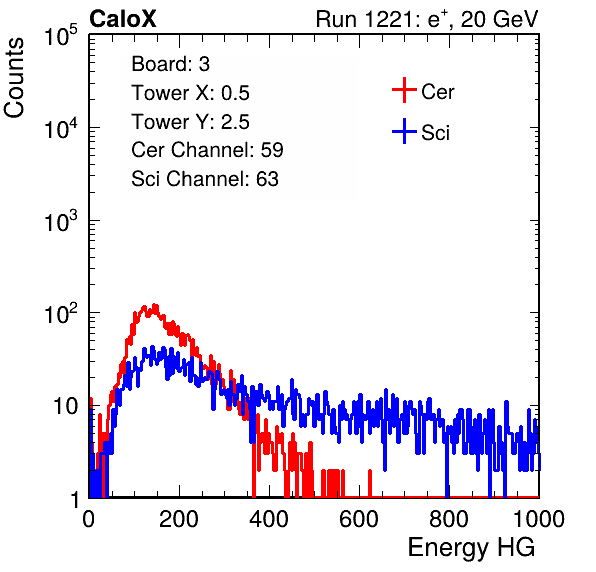 CaloX Run 1221: e⁺, 20 GeV
Counts
10⁵
10⁴
10³
10²
10
1
Board: 3
Tower X: 0.5
Tower Y: 2.5
Cer Channel: 59
Sci Channel: 63
Cer
Sci
0 200 400 600 800 1000
Energy HG